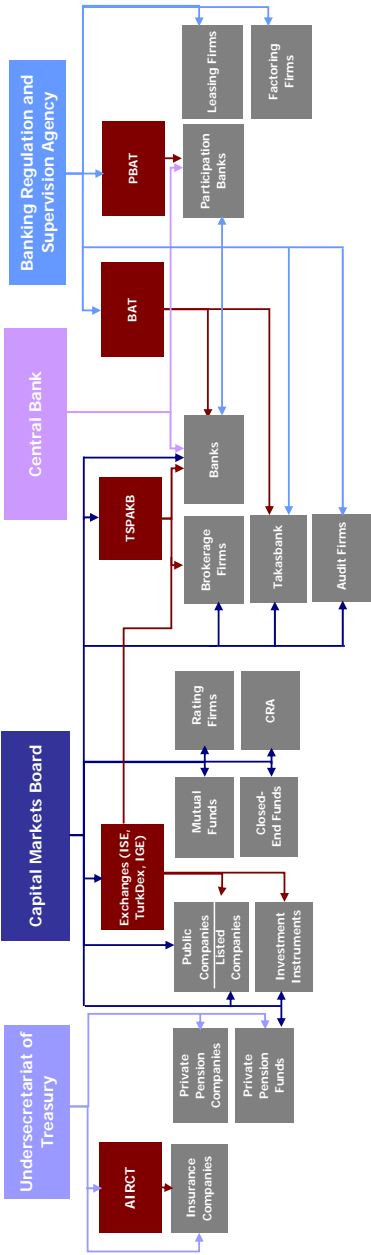 Undersecretariat of
Treasury
Capital Markets Board
Central Bank
Banking Regulation and
Supervision Agency
AIRCT
Exchanges (ISE,
TurkDex, IGE)
TSPAKB
BAT
PBAT
Insurance
Companies
Private
Pension
Companies
Private
Pension
Funds
Public
Companies
Listed
Companies
Investment
Instruments
Mutual
Funds
Closed-
End Funds
Rating
Firms
CRA
Brokerage
Firms
Takasbank
Audit Firms
Banks
Participation
Banks
Leasing Firms
Factoring
Firms